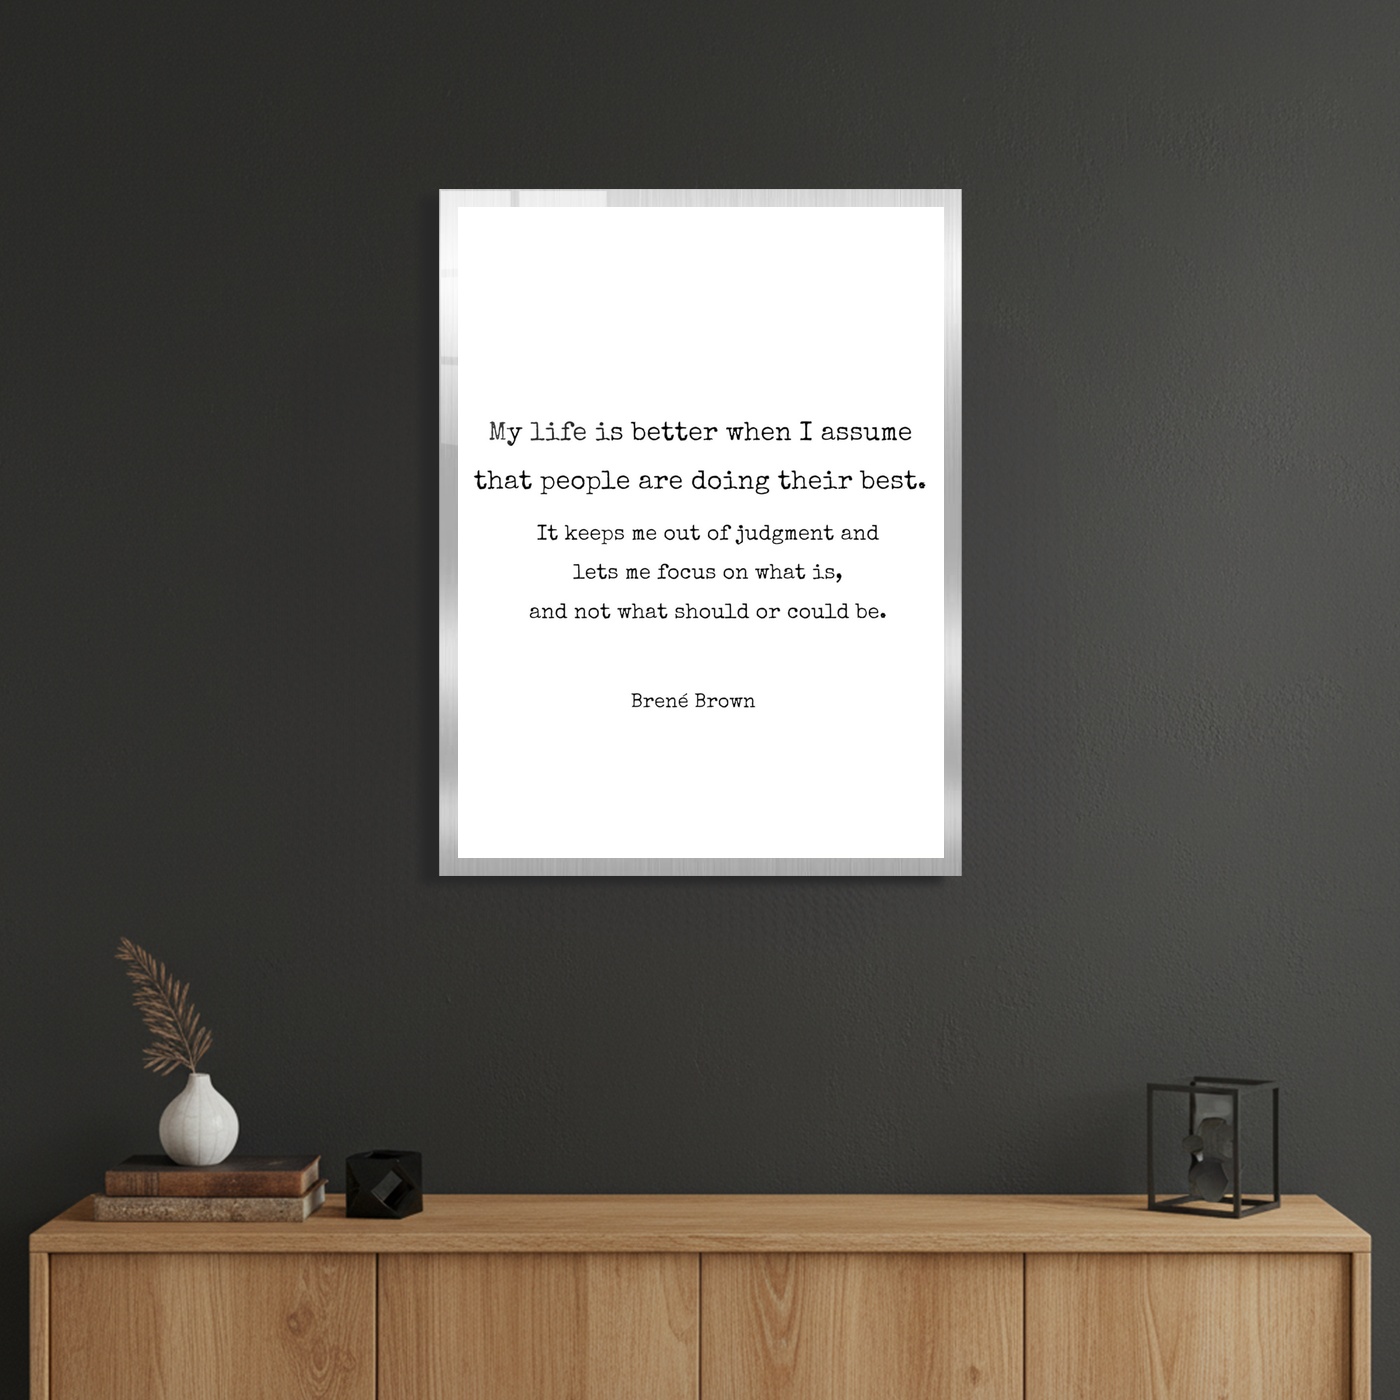 My life is better when I assume
that people are doing their best.
It keeps me out of judgment and
lets me focus on what is,
and not what should or could be.
Brené Brown